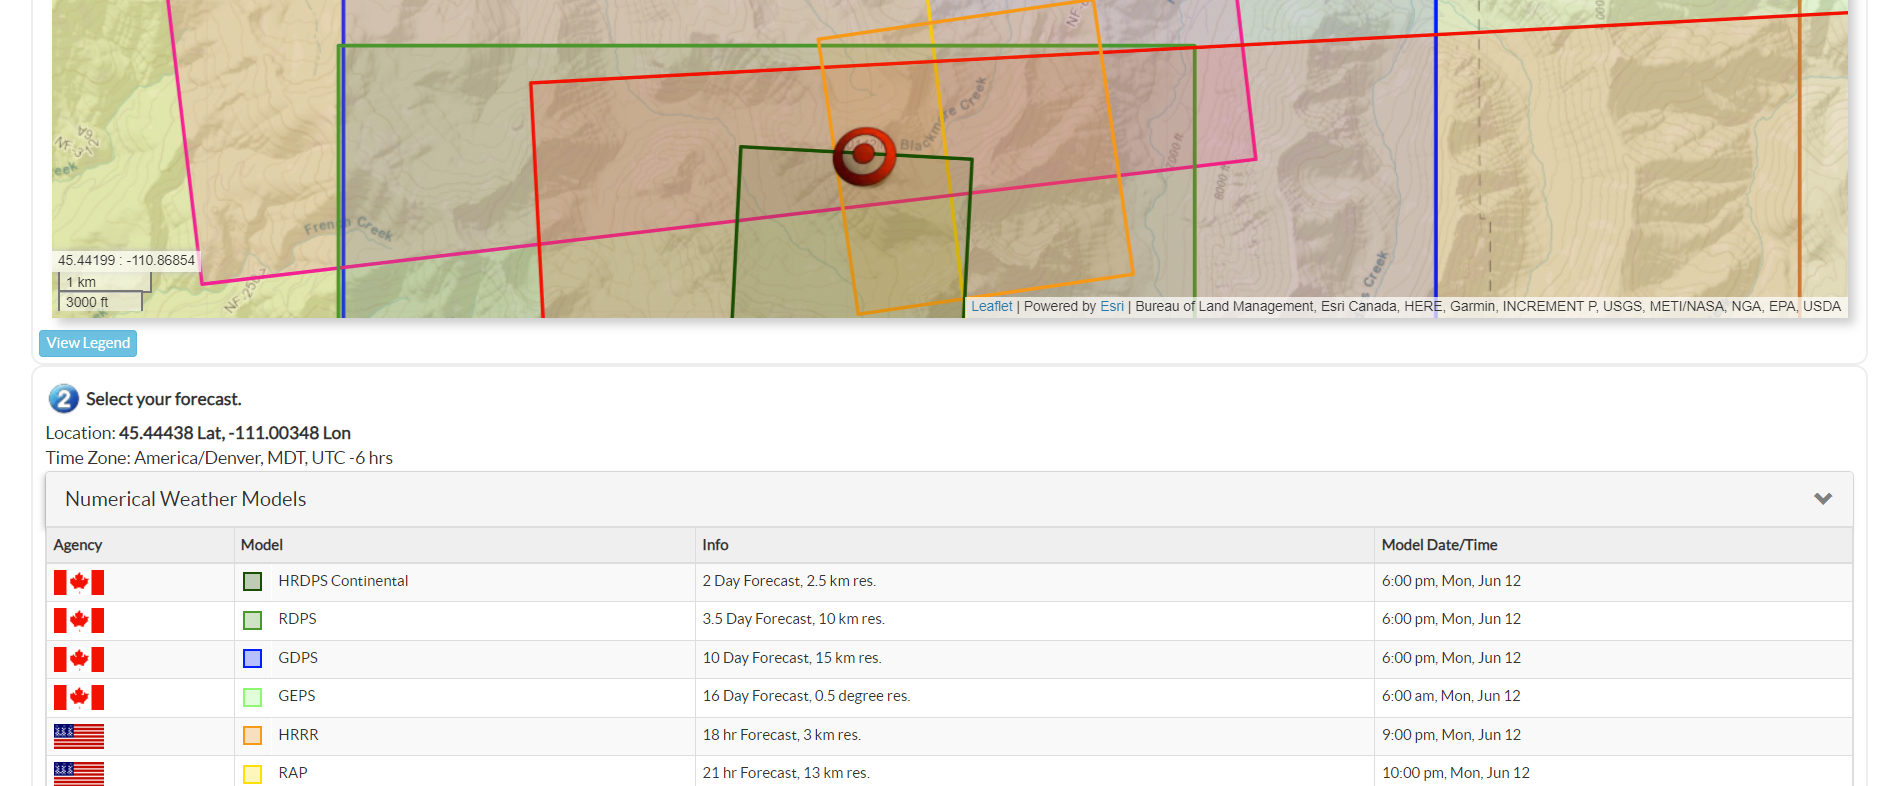 NF-
Blackmore Creek
7000 ft
8000 ft
French Creek
NF-
eek
s Creek
45.44199 : -110.86854
1 km
3000 ft
Leaflet | Powered by Esri | Bureau of Land Management, Esri Canada, HERE, Garmin, INCREMENT P, USGS, METI/NASA, NGA, EPA, USDA
View Legend
2 Select your forecast.
Location: 45.44438 Lat, -111.00348 Lon
Time Zone: America/Denver, MDT, UTC -6 hrs
Numerical Weather Models
Agency Model Info Model Date/Time
HRDPS Continental 2 Day Forecast, 2.5 km res. 6:00 pm, Mon, Jun 12
RDPS 3.5 Day Forecast, 10 km res. 6:00 pm, Mon, Jun 12
GDPS 10 Day Forecast, 15 km res. 6:00 pm, Mon, Jun 12
GEPS 16 Day Forecast, 0.5 degree res. 6:00 am, Mon, Jun 12
HRRR 18 hr Forecast, 3 km res. 9:00 pm, Mon, Jun 12
RAP 21 hr Forecast, 13 km res. 10:00 pm, Mon, Jun 12